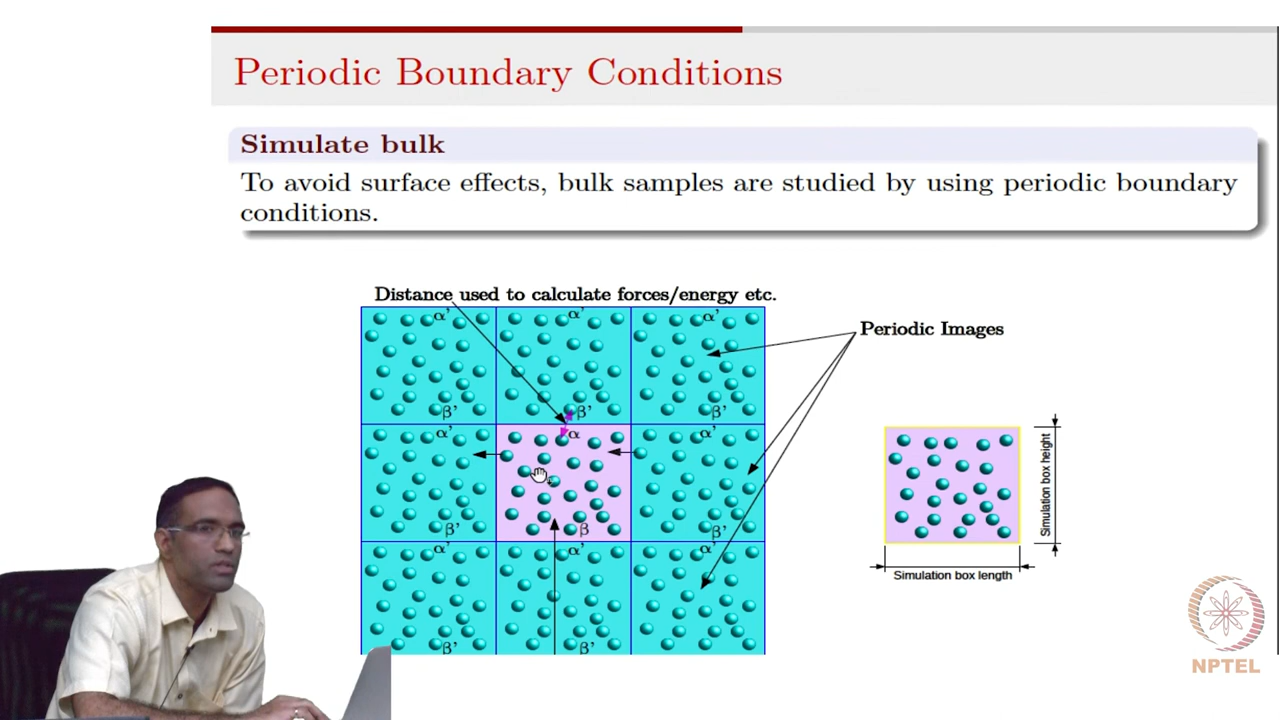 Periodic Boundary Conditions
Simulate bulk
To avoid surface effects, bulk samples are studied by using periodic boundary
conditions.
Distance used to calculate forces/energy etc.
α' α' α'
Periodic Images
β' β' β'
α' α α'
β' β β'
Simulation box height
Simulation box length
α' α' α'
β' β' β'
NPTEL